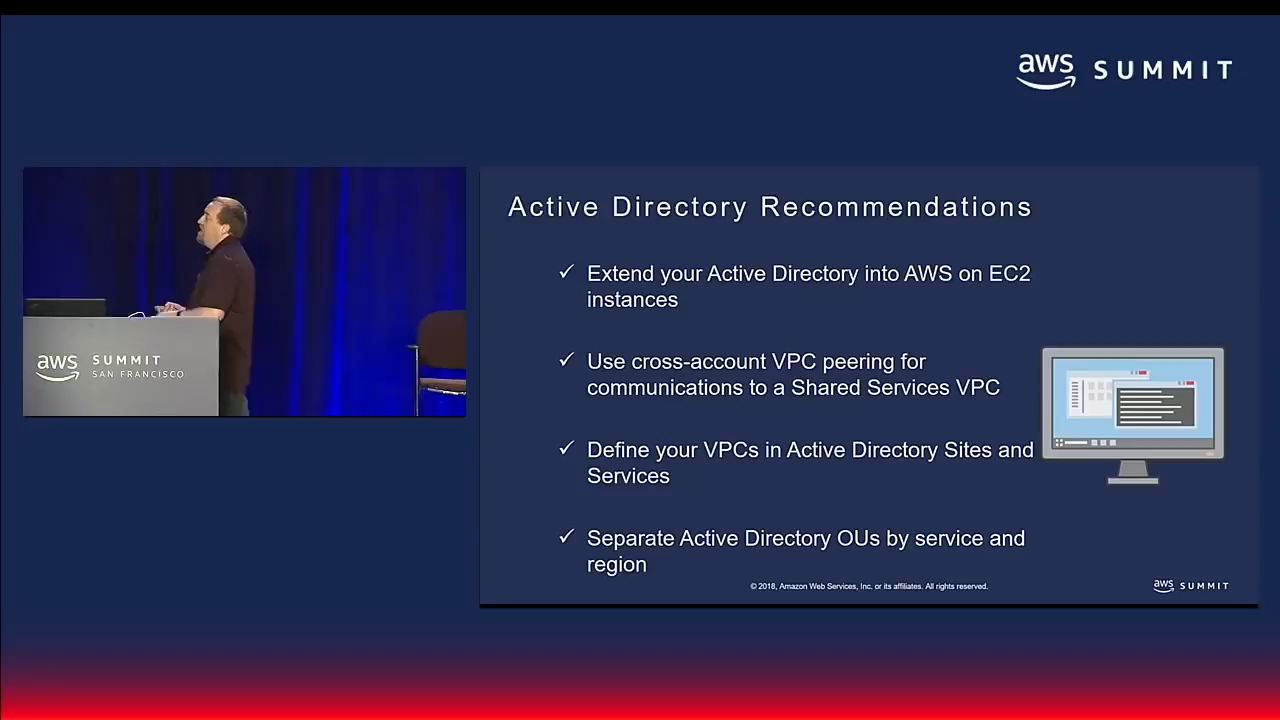 aws SUMMIT
aws SUMMIT
SAN FRANCISCO
Active Directory Recommendations
✓ Extend your Active Directory into AWS on EC2
instances
✓ Use cross-account VPC peering for
communications to a Shared Services VPC
✓ Define your VPCs in Active Directory Sites and
Services
✓ Separate Active Directory OUs by service and
region
© 2018, Amazon Web Services, Inc. or its affiliates. All rights reserved.
aws SUMMIT